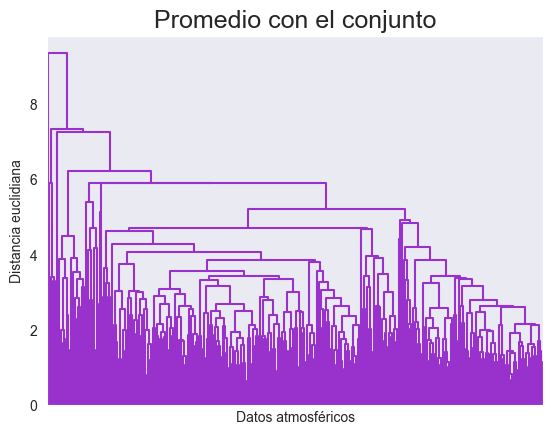 Promedio con el conjunto
Distancia euclidiana
8
6
4
2
0
Datos atmosféricos